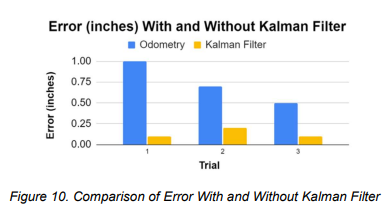 Error (inches) With and Without Kalman Filter
Odometry Kalman Filter
1.00
0.75
0.50
0.25
0.00
Error (inches)
1 2 3
Trial
Figure 10. Comparison of Error With and Without Kalman Filter